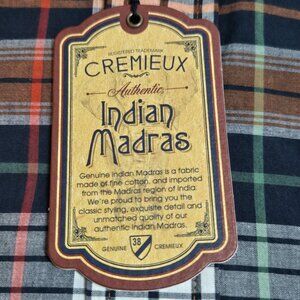 REGISTERED TRADEMARK
CREMIEUX
Authentic
Indian
Madras
Genuine Indian Madras is a fabric
made of fine cotton, and imported
from the Madras region of India.
We're proud to bring you the
classic styling, exquisite detail and
unmatched quality of our
authentic Indian Madras.
38
GENUINE CREMIEUX